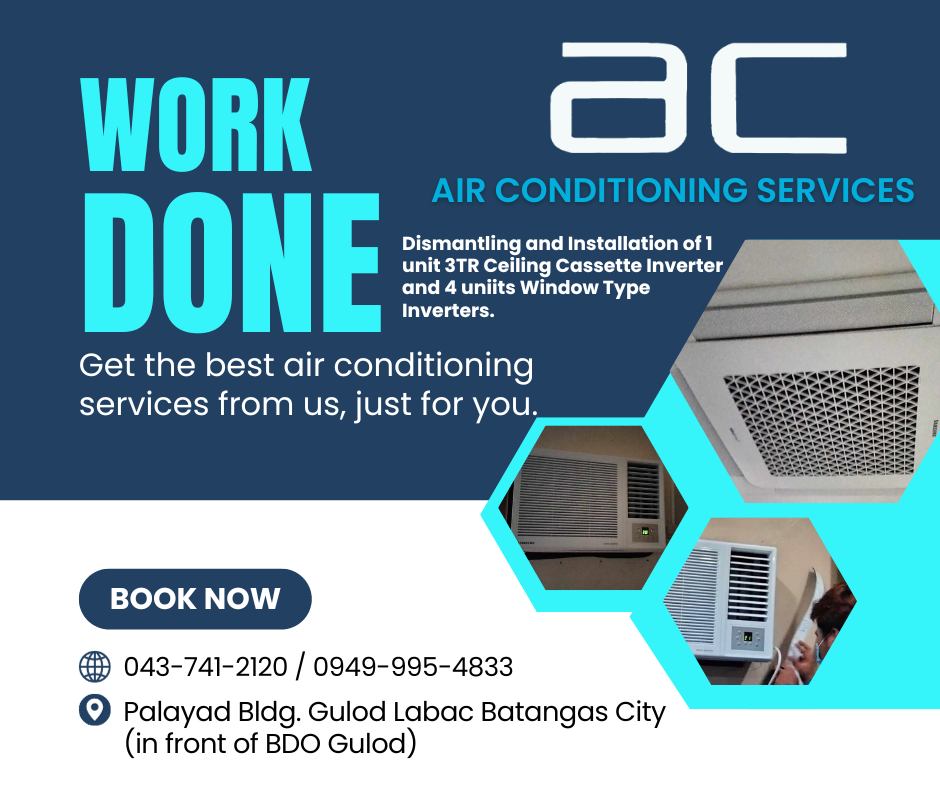 ac
AIR CONDITIONING SERVICES
WORK
DONE
Dismantling and Installation of 1
unit 3TR Ceiling Cassette Inverter
and 4 uniits Window Type
Inverters.
Get the best air conditioning
services from us, just for you.
BOOK NOW
043-741-2120 / 0949-995-4833
Palayad Bldg. Gulod Labac Batangas City
(in front of BDO Gulod)